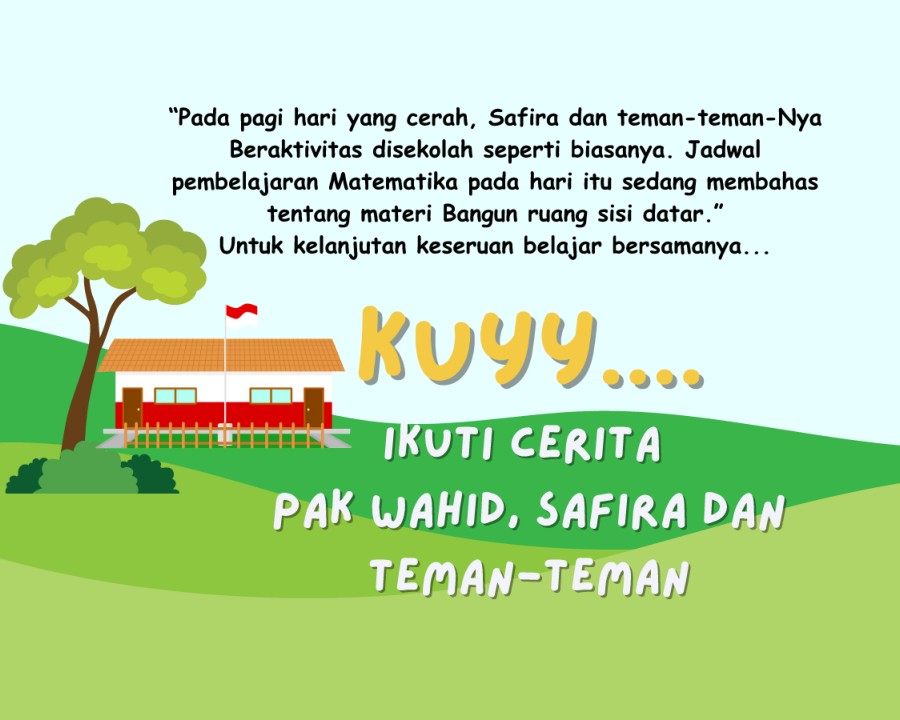 “Pada pagi hari yang cerah, Safira dan teman-teman-Nya
Beraktivitas disekolah seperti biasanya. Jadwal
pembelajaran Matematika pada hari itu sedang membahas
tentang materi Bangun ruang sisi datar.”
Untuk kelanjutan keseruan belajar bersamanya...
KUYY....
IKUTI CERITA
PAK WAHID, SAFIRA DAN
TEMAN-TEMAN